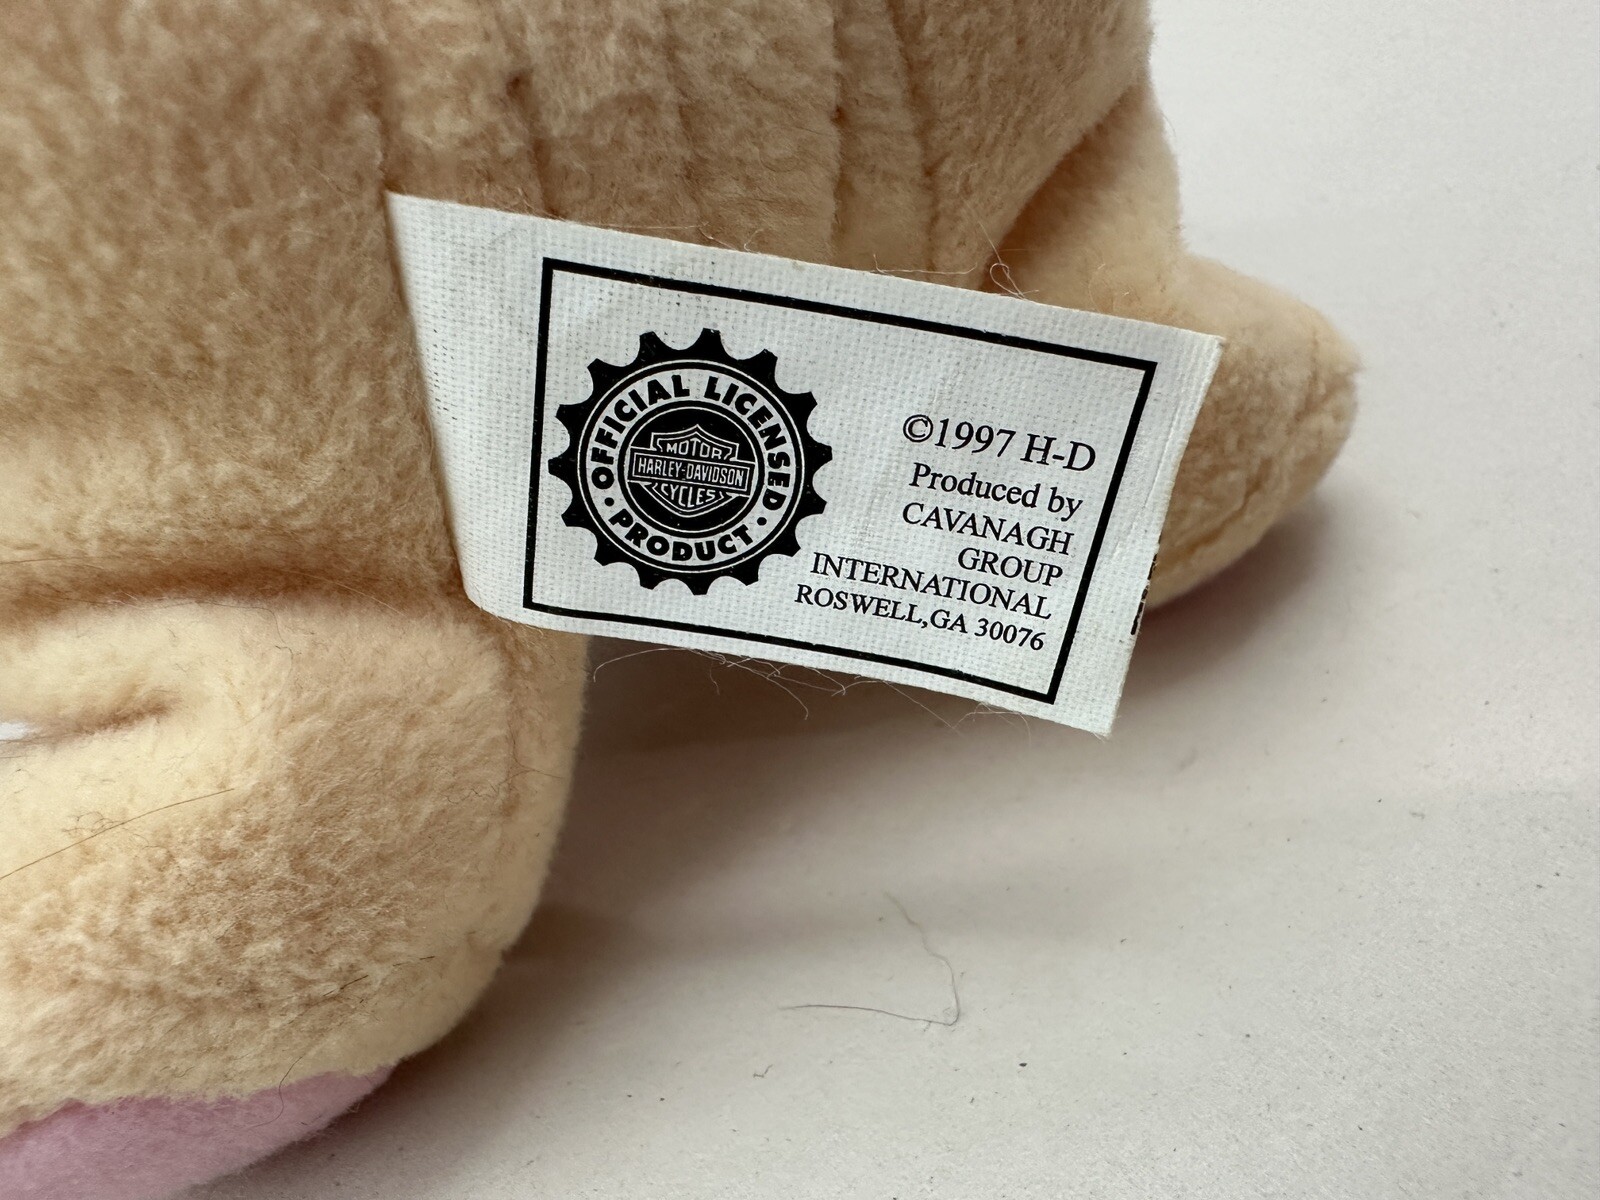 OFFICIAL LICENSED
MOTOR
HARLEY-DAVIDSON
CYCLES
PRODUCT
©1997 H-D
Produced by
CAVANAGH
GROUP
INTERNATIONAL
ROSWELL,GA 30076